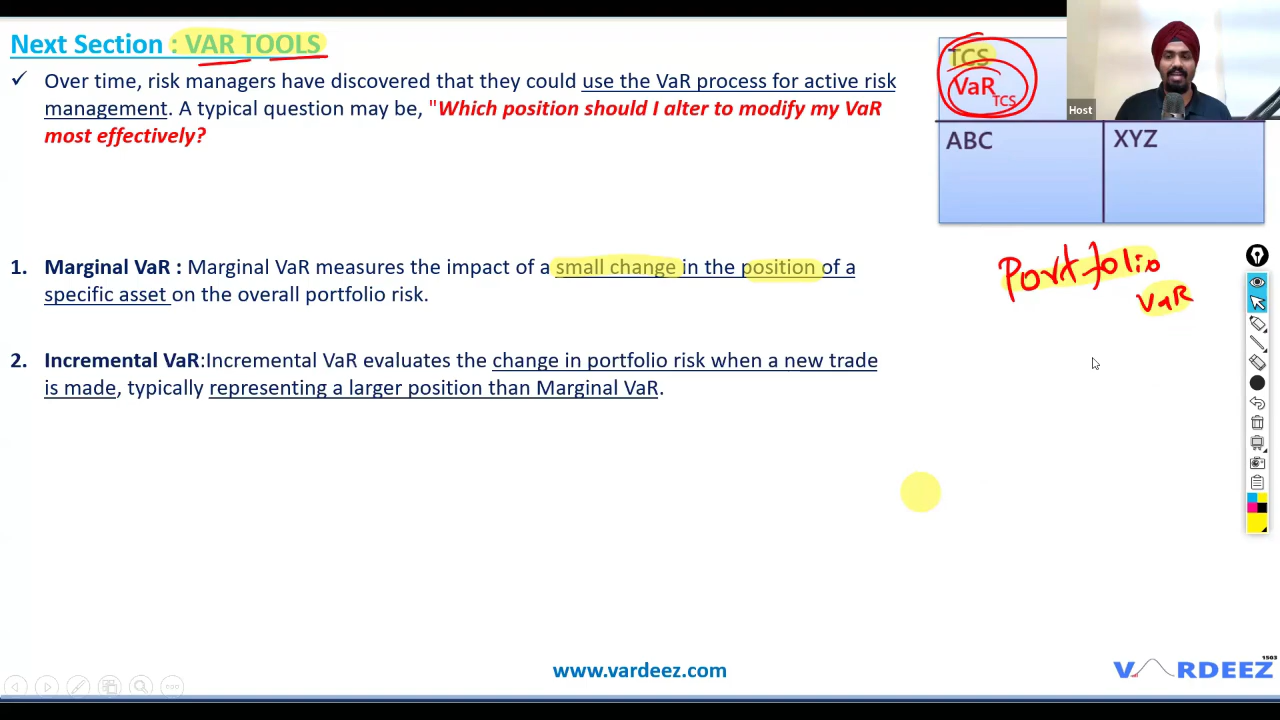 Next Section : VAR TOOLS
✓ Over time, risk managers have discovered that they could use the VaR process for active risk
management. A typical question may be, "Which position should I alter to modify my VaR
most effectively?
TCS
VaR TCS
Host
ABC
XYZ
1. Marginal VaR : Marginal VaR measures the impact of a small change in the position of a
specific asset on the overall portfolio risk.
Portfolio
VaR
2. Incremental VaR:Incremental VaR evaluates the change in portfolio risk when a new trade
is made, typically representing a larger position than Marginal VaR.
www.vardeez.com
1503
VARDEEZ